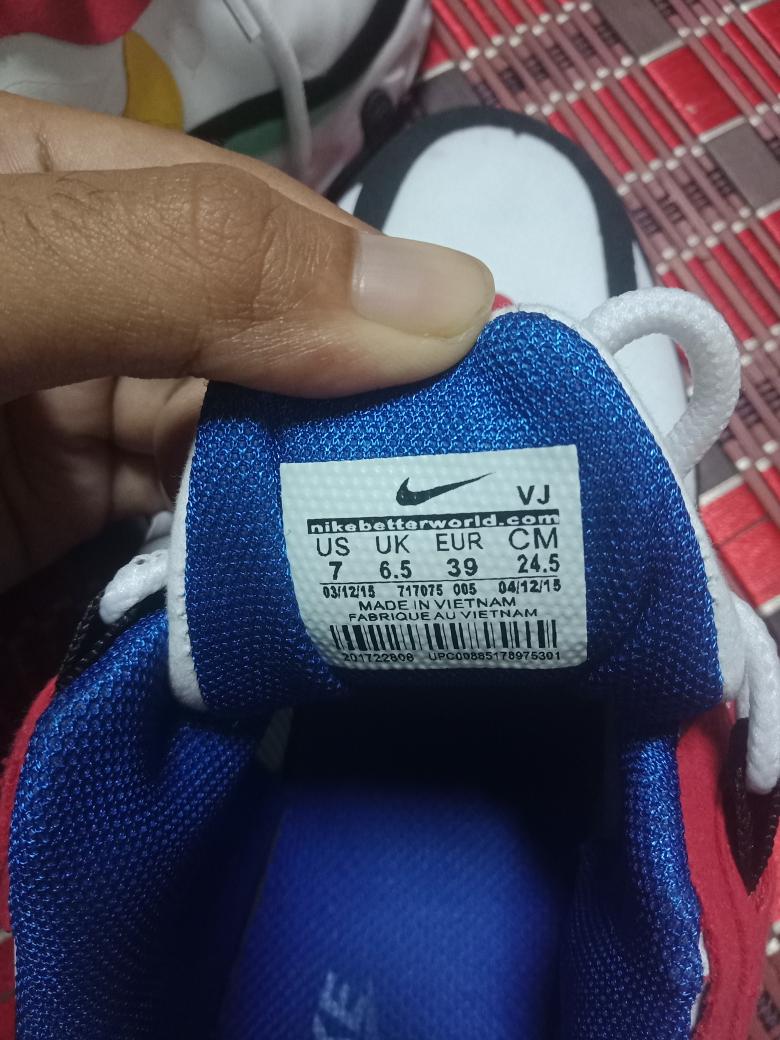 VJ
nikebetterworld.com
US UK EUR CM
7 6.5 39 24.5
03/12/15 717075 005 04/12/15
MADE IN VIETNAM
FABRIQUE AU VIETNAM
201722808 UPC00885178975301